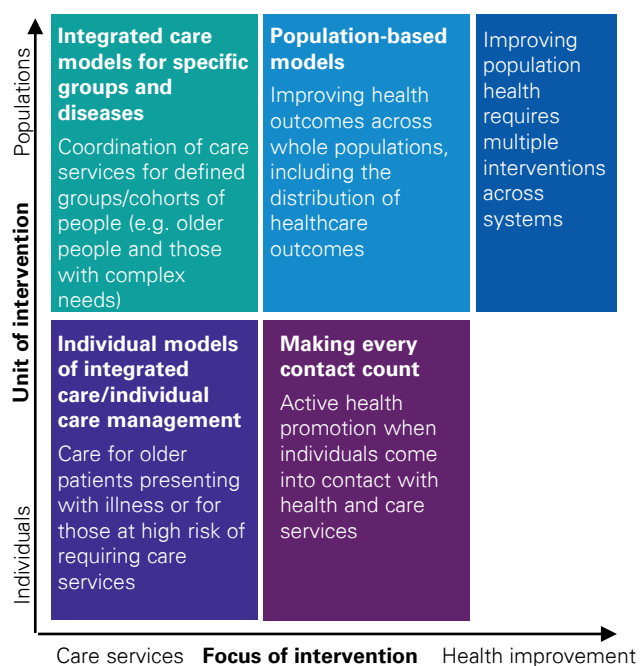 Populations
Unit of intervention
Individuals
Integrated care
models for specific
groups and
diseases
Coordination of care
services for defined
groups/cohorts of
people (e.g. older
people and those
with complex
needs)
Population-based
models
Improving health
outcomes across
whole populations,
including the
distribution of
healthcare
outcomes
Improving
population
health
requires
multiple
interventions
across
systems
Individual models
of integrated
care/individual
care management
Care for older
patients presenting
with illness or for
those at high risk of
requiring care
services
Making every
contact count
Active health
promotion when
individuals come
into contact with
health and care
services
Care services Focus of intervention Health improvement